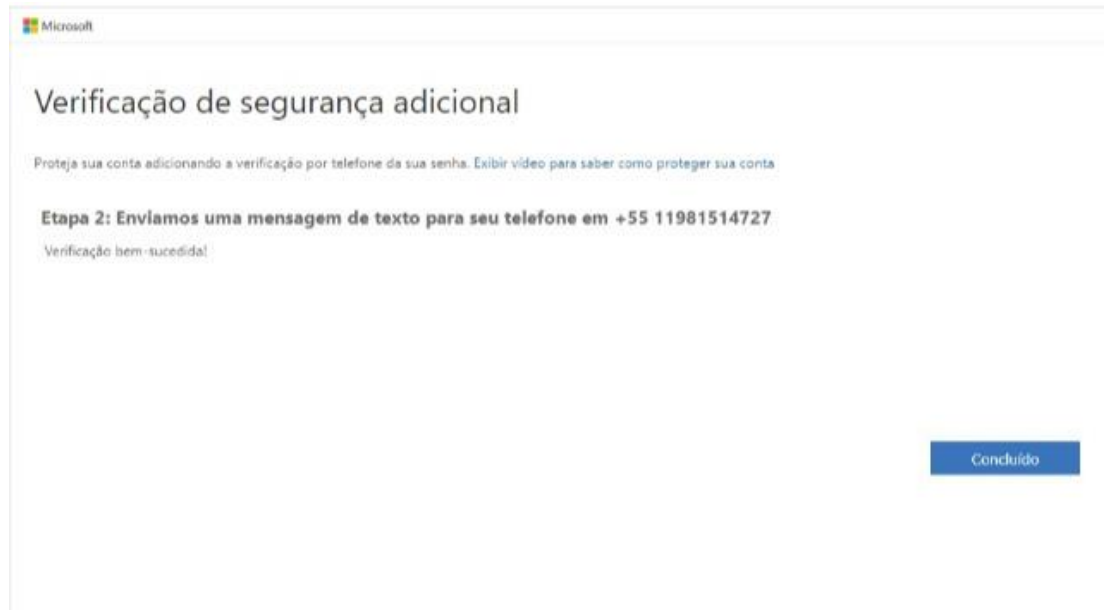 Microsoft
Verificação de segurança adicional
Proteja sua conta adicionando a verificação por telefone da sua senha. Exibir vídeo para saber como proteger sua conta
Etapa 2: Enviamos uma mensagem de texto para seu telefone em +55 11981514727
Verificação bem-sucedida!
Concluído